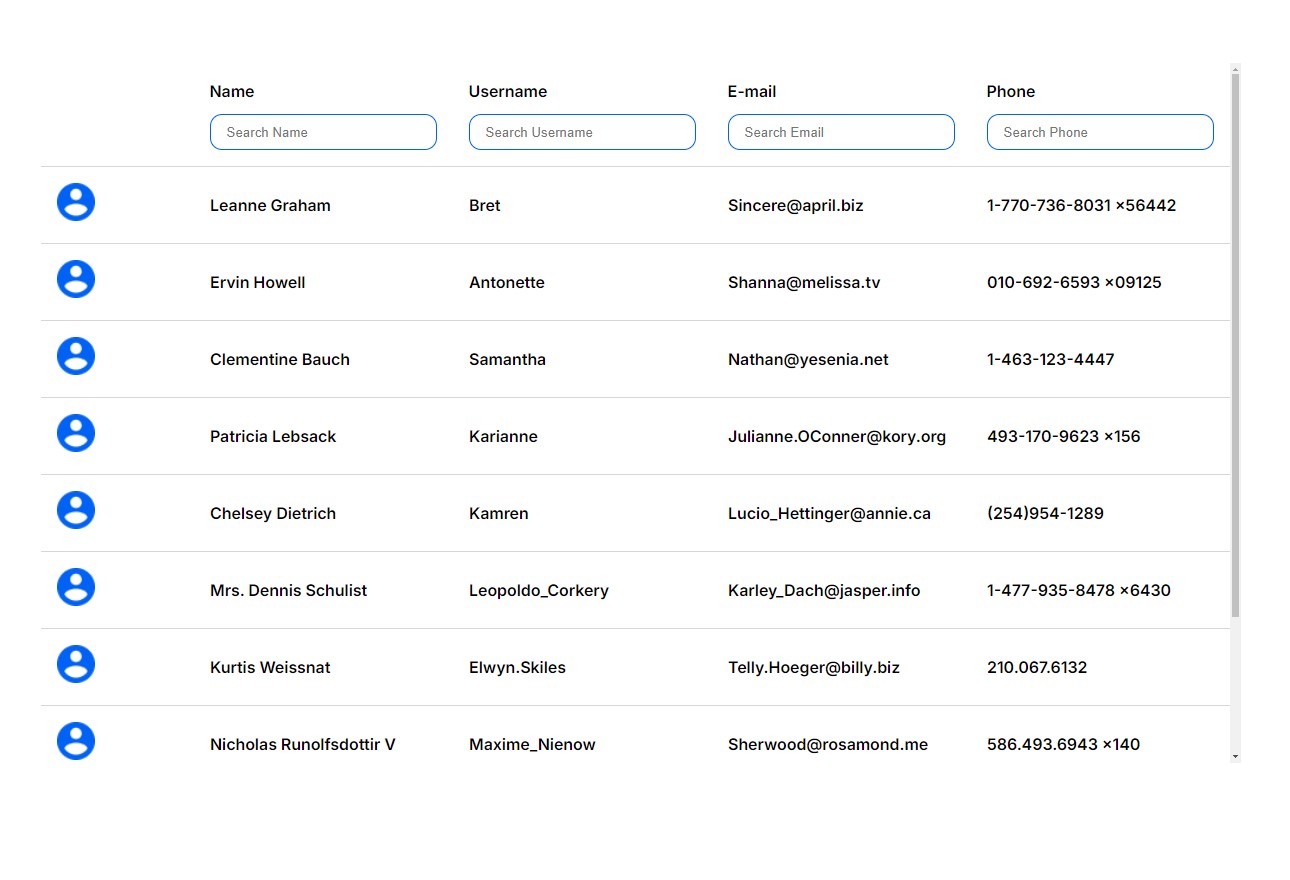 Name Username E-mail Phone
Search Name Search Username Search Email Search Phone
Leanne Graham Bret Sincere@april.biz 1-770-736-8031 x56442
Ervin Howell Antonette Shanna@melissa.tv 010-692-6593 x09125
Clementine Bauch Samantha Nathan@yesenia.net 1-463-123-4447
Patricia Lebsack Karianne Julianne.OConner@kory.org 493-170-9623 x156
Chelsey Dietrich Kamren Lucio_Hettinger@annie.ca (254)954-1289
Mrs. Dennis Schulist Leopoldo_Corkery Karley_Dach@jasper.info 1-477-935-8478 x6430
Kurtis Weissnat Elwyn.Skiles Telly.Hoeger@billy.biz 210.067.6132
Nicholas Runolfsdottir V Maxime_Nienow Sherwood@rosamond.me 586.493.6943 x140